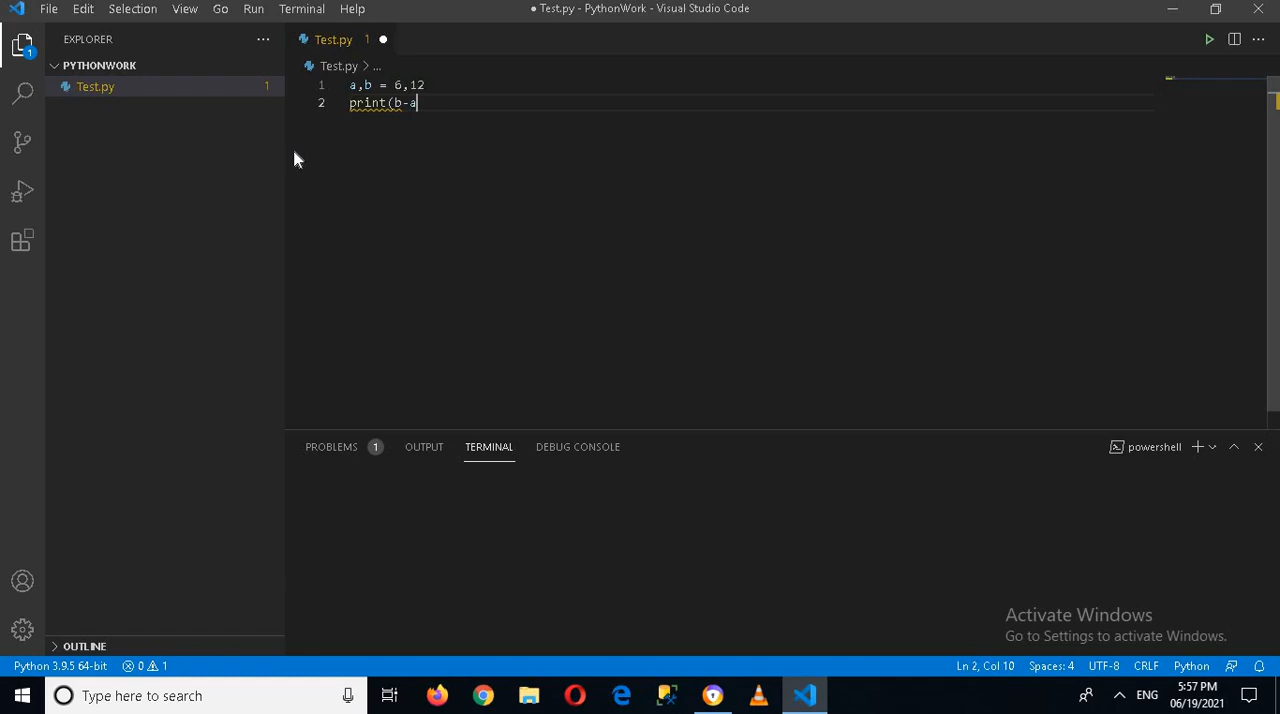 File Edit Selection View Go Run Terminal Help
● Test.py - PythonWork - Visual Studio Code
EXPLORER
Test.py 1
PYTHONWORK
Test.py > ...
Test.py 1
1 a,b = 6,12
2 print(b-a
PROBLEMS 1 OUTPUT TERMINAL DEBUG CONSOLE
powershell
Activate Windows
Go to Settings to activate Windows.
OUTLINE
Python 3.9.5 64-bit 0 1
Ln 2, Col 10 Spaces: 4 UTF-8 CRLF Python
1
Type here to search
ENG
5:57 PM
06/19/2021